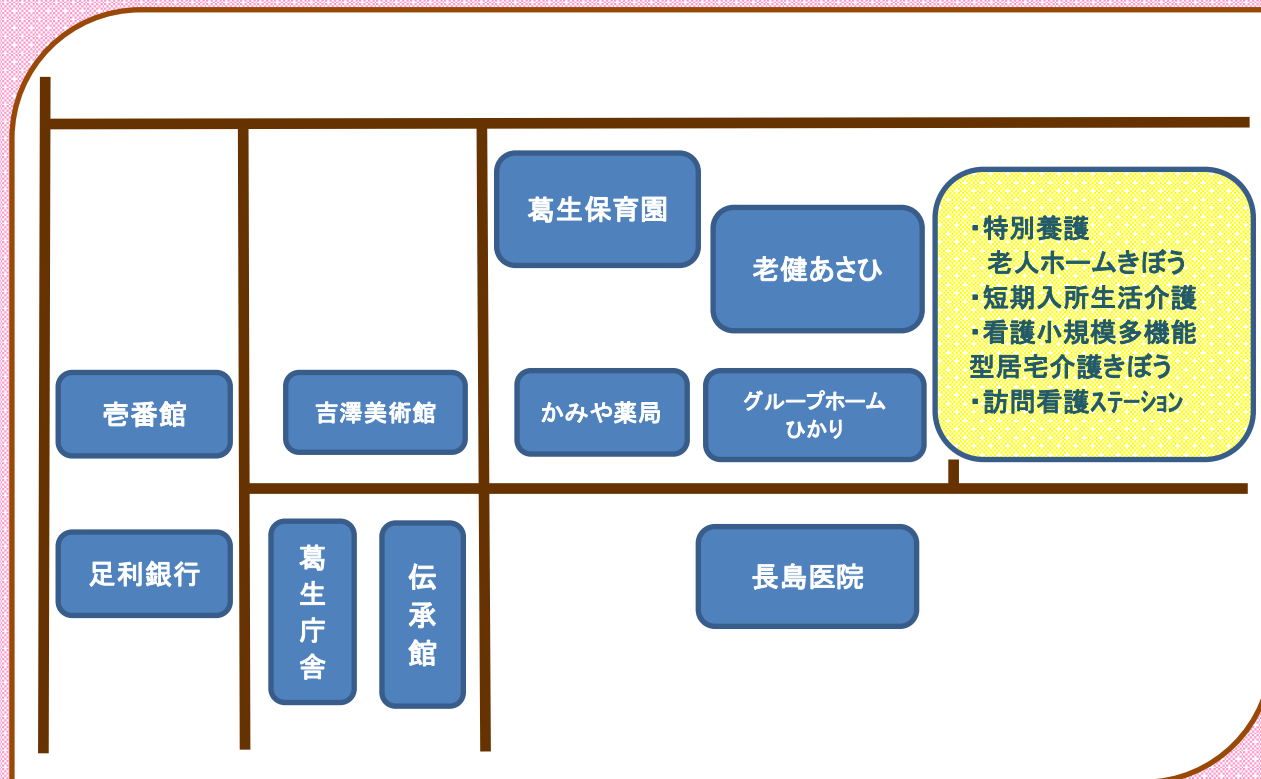 葛生保育園
老健あさひ
・特別養護
老人ホームきぼう
・短期入所生活介護
・看護小規模多機能
型居宅介護きぼう
・訪問看護ステーション
壱番館
吉澤美術館
かみや薬局
グループホーム
ひかり
足利銀行
葛生庁舎
伝承館
長島医院